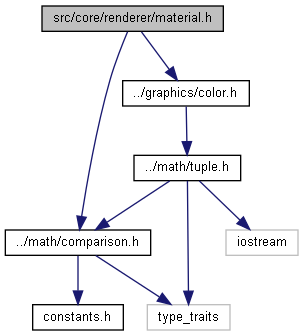 src/core/renderer/material.h
../graphics/color.h
../math/tuple.h
../math/comparison.h
iostream
constants.h
type_traits